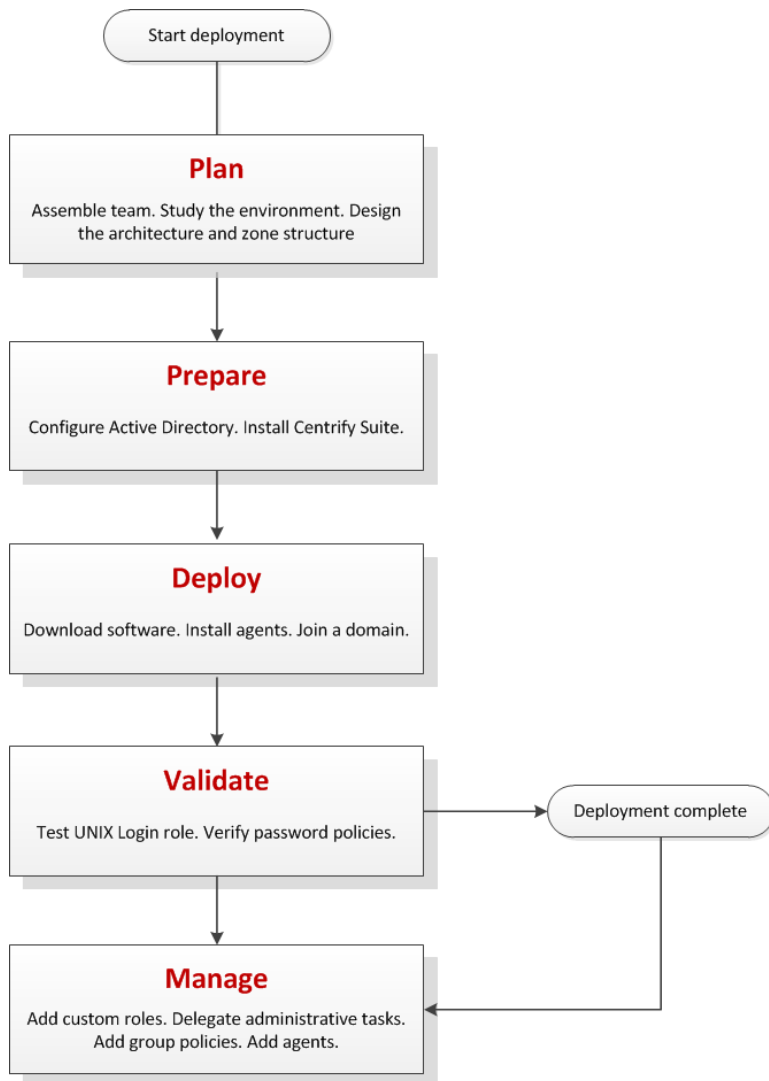 Start deployment
Plan
Assemble team. Study the environment. Design
the architecture and zone structure
Prepare
Configure Active Directory. Install Centrify Suite.
Deploy
Download software. Install agents. Join a domain.
Validate
Test UNIX Login role. Verify password policies.
Deployment complete
Manage
Add custom roles. Delegate administrative tasks.
Add group policies. Add agents.